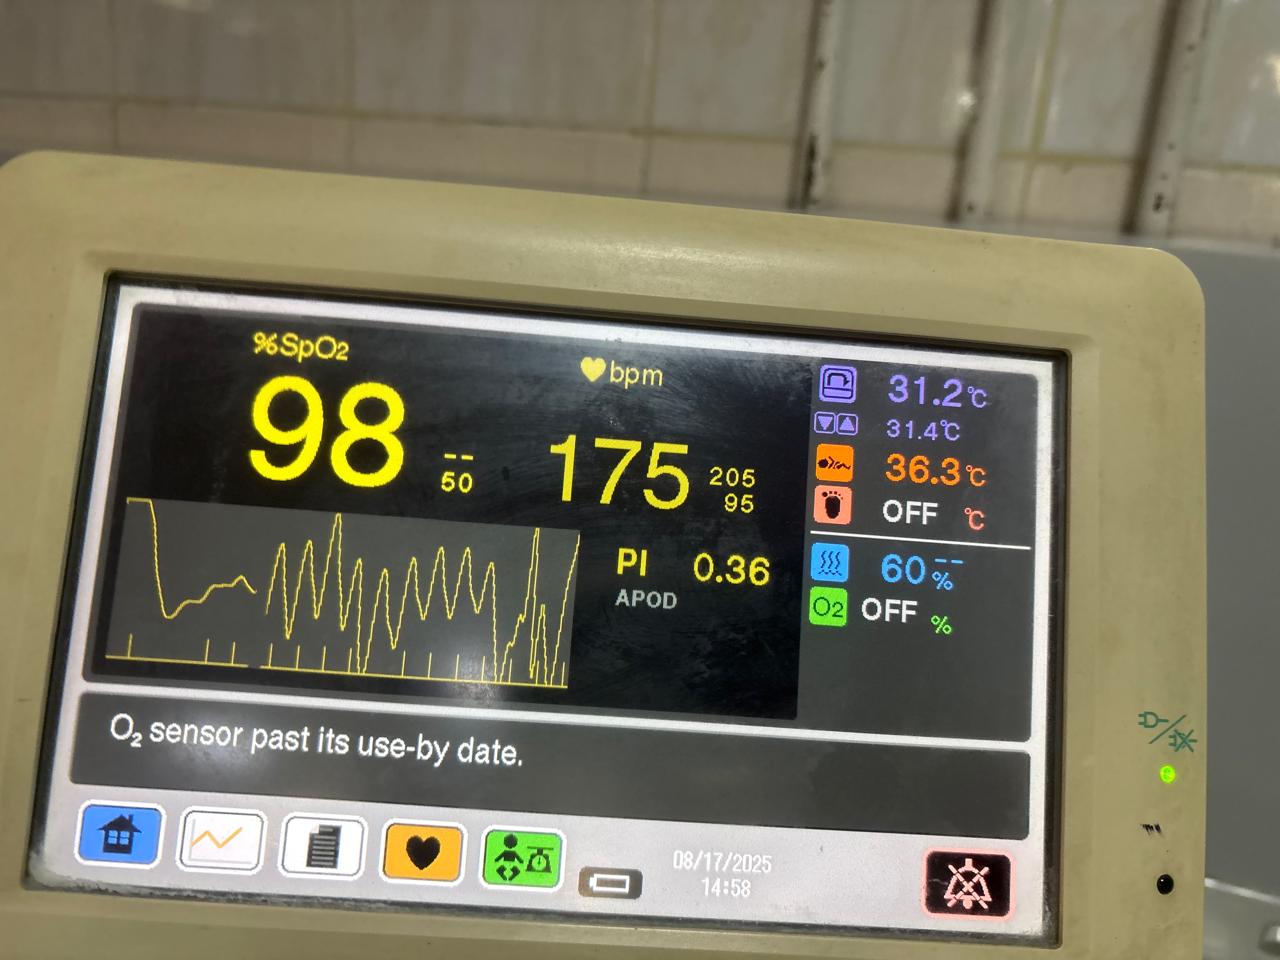 %SpO2
98
--
50
bpm
175
205
95
PI 0.36
APOD
31.2°C
31.4°C
36.3°C
OFF °C
60 -- %
O2 OFF %
O2 sensor past its use-by date.
08/17/2025
14:58